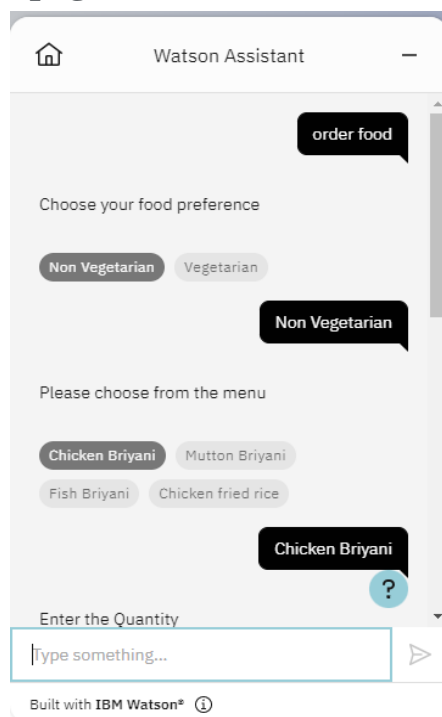 Watson Assistant
order food
Choose your food preference
Non Vegetarian Vegetarian
Non Vegetarian
Please choose from the menu
Chicken Briyani Mutton Briyani
Fish Briyani Chicken fried rice
Chicken Briyani
?
Enter the Quantity
Type something...
Built with IBM Watson®